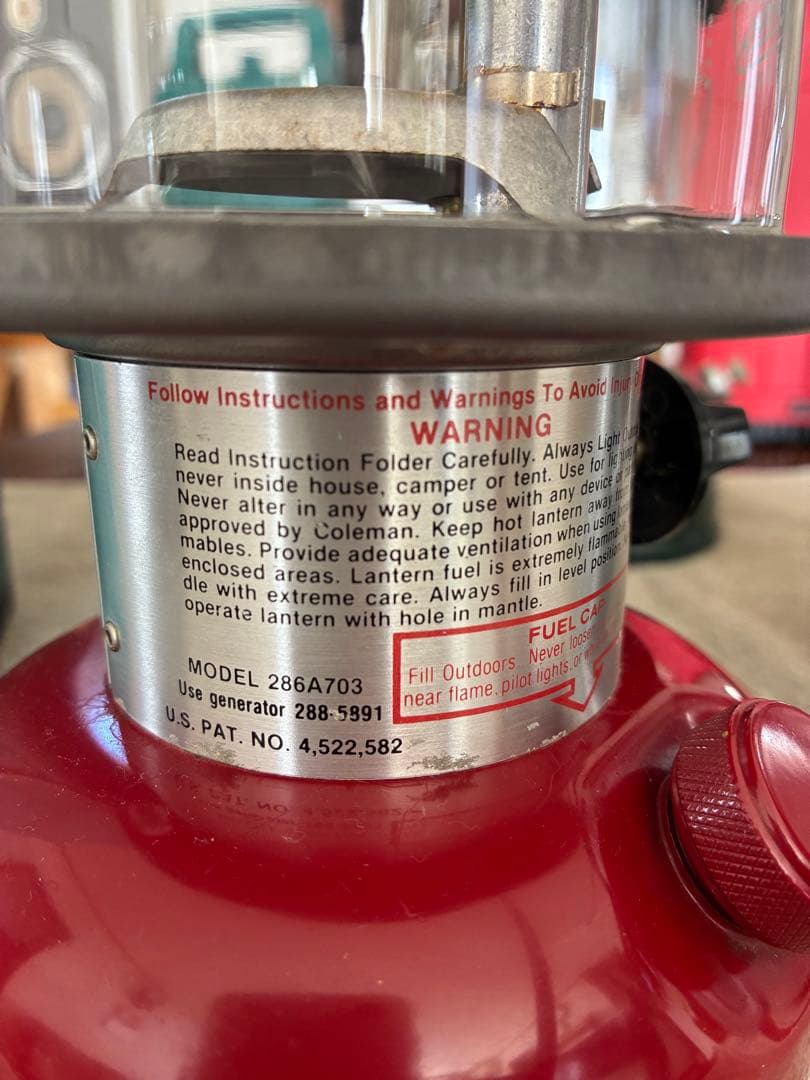 Follow Instructions and Warnings To Avoid
WARNING
Read Instruction Folder Carefully. Always Light
never inside house, camper or tent. Use for
Never alter in any way or use with any device
approved by Coleman. Keep hot lantern away
mables. Provide adequate ventilation when using
enclosed areas. Lantern fuel is extremely
dle with extreme care. Always fill in level position.
operate lantern with hole in mantle.
FUEL CAP
Fill Outdoors. Never
near flame, pilot lights, or
MODEL 286A703
Use generator 288-5891
U.S. PAT. NO. 4,522,582